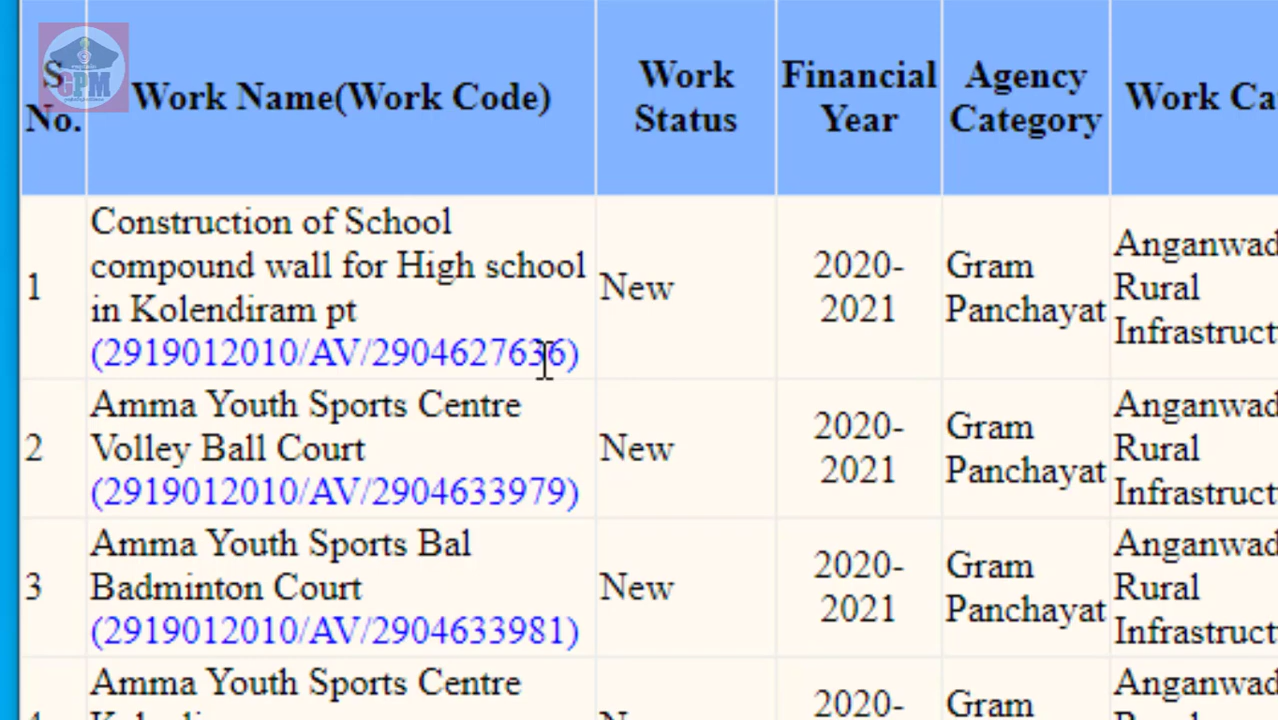 S
No.
GPM
Work Name(Work Code)
Work
Status
Financial
Year
Agency
Category
Work Ca
1
Construction of School
compound wall for High school
in Kolendiram pt
(2919012010/AV/2904627636)
New
2020-
2021
Gram
Panchayat
Anganwad
Rural
Infrastruct
2
Amma Youth Sports Centre
Volley Ball Court
(2919012010/AV/2904633979)
New
2020-
2021
Gram
Panchayat
Anganwad
Rural
Infrastruct
3
Amma Youth Sports Bal
Badminton Court
(2919012010/AV/2904633981)
New
2020-
2021
Gram
Panchayat
Anganwad
Rural
Infrastruct
Amma Youth Sports Centre
2020-
Gram
Anganwad